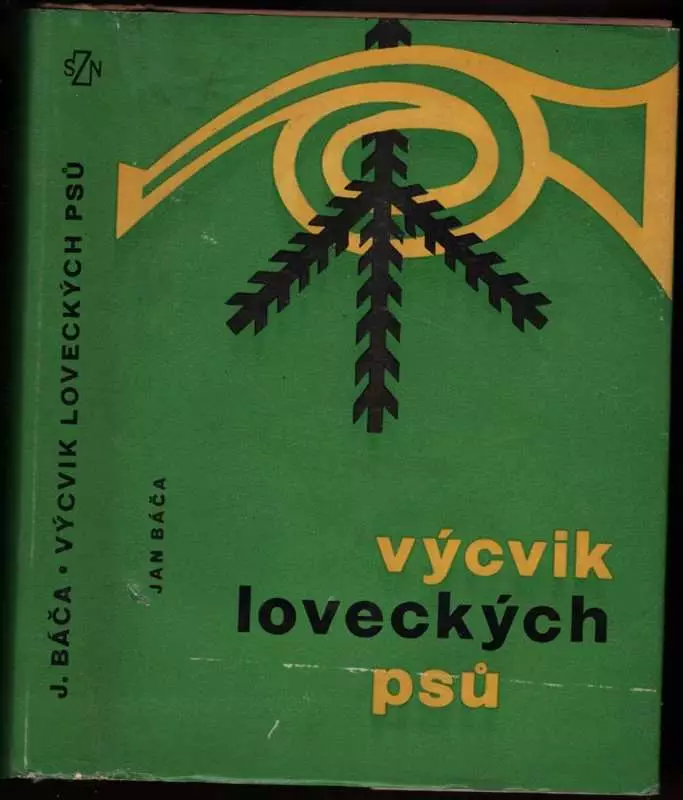 SZN
J. BÁČA • VÝCVIK LOVECKÝCH PSŮ
JAN BÁČA
výcvik
loveckých
psů